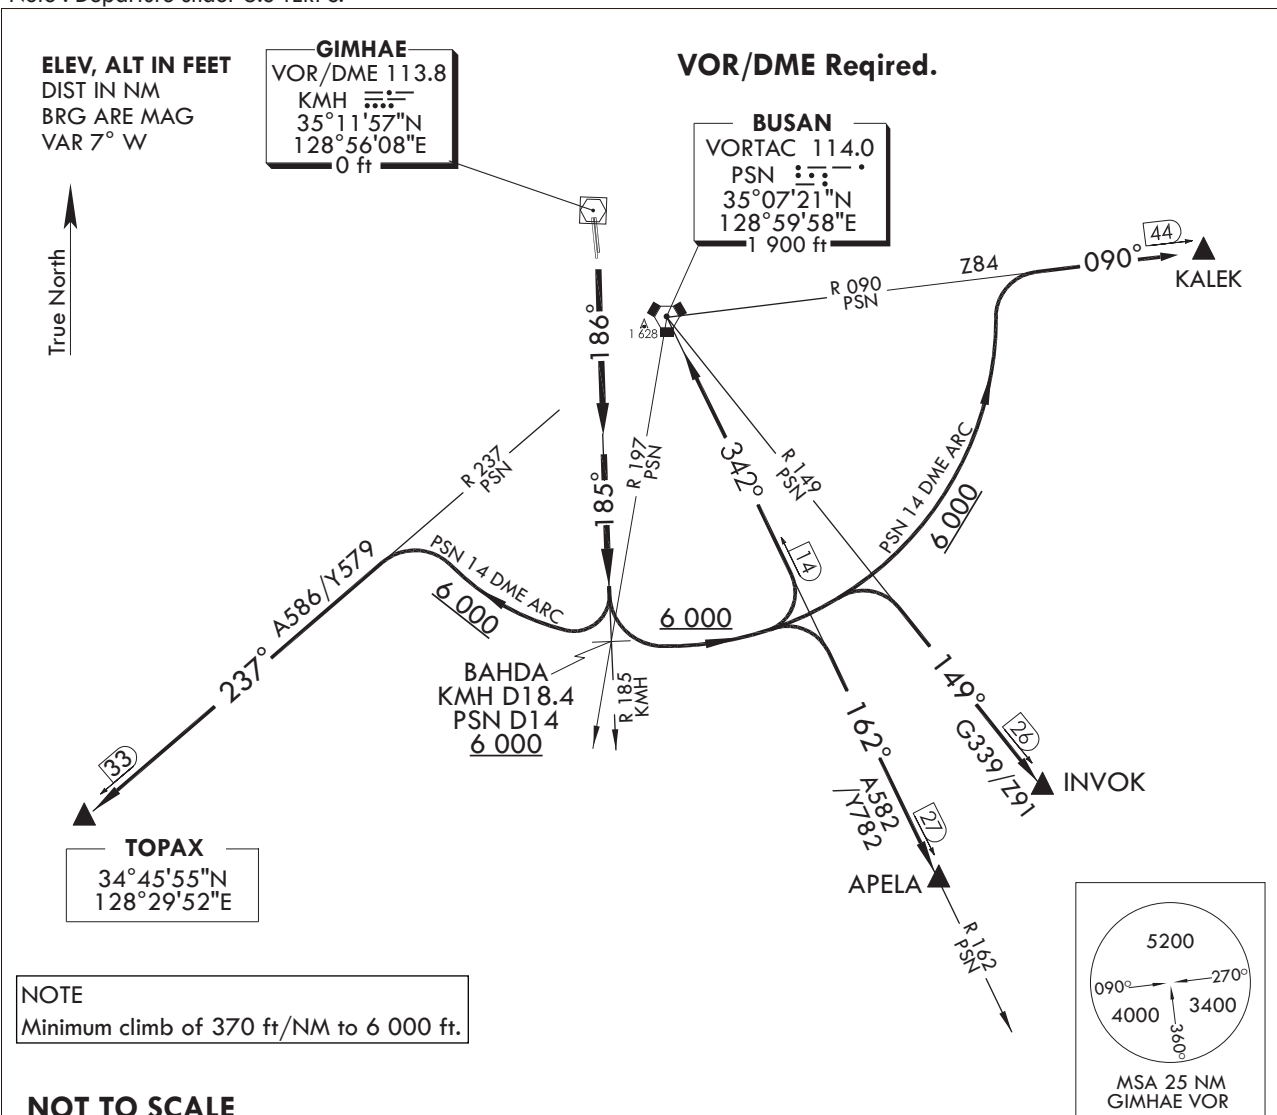 ELEV, ALT IN FEET
DIST IN NM
BRG ARE MAG
VAR 7° W
True North
GIMHAE
VOR/DME 113.8
KMH
35°11'57"N
128°56'08"E
0 ft
VOR/DME Reqired.
BUSAN
VORTAC 114.0
PSN
35°07'21"N
128°59'58"E
1 900 ft
1 628
186°
185°
R 197
PSN
R 090
PSN
Z84
090°
44
KALEK
R 237
PSN
A586/Y579
237°
33
PSN 14 DME ARC
6 000
TOPAX
34°45'55"N
128°29'52"E
BAHDA
KMH D18.4
PSN D14
6 000
R 185
KMH
6 000
342°
14
R 149
PSN
PSN 14 DME ARC
6 000
149°
G339/Z91
26
INVOK
162°
A582
/Y782
27
APELA
R 162
PSN
NOTE
Minimum climb of 370 ft/NM to 6 000 ft.
NOT TO SCALE
5200
090°
270°
4000
3400
360°
MSA 25 NM
GIMHAE VOR